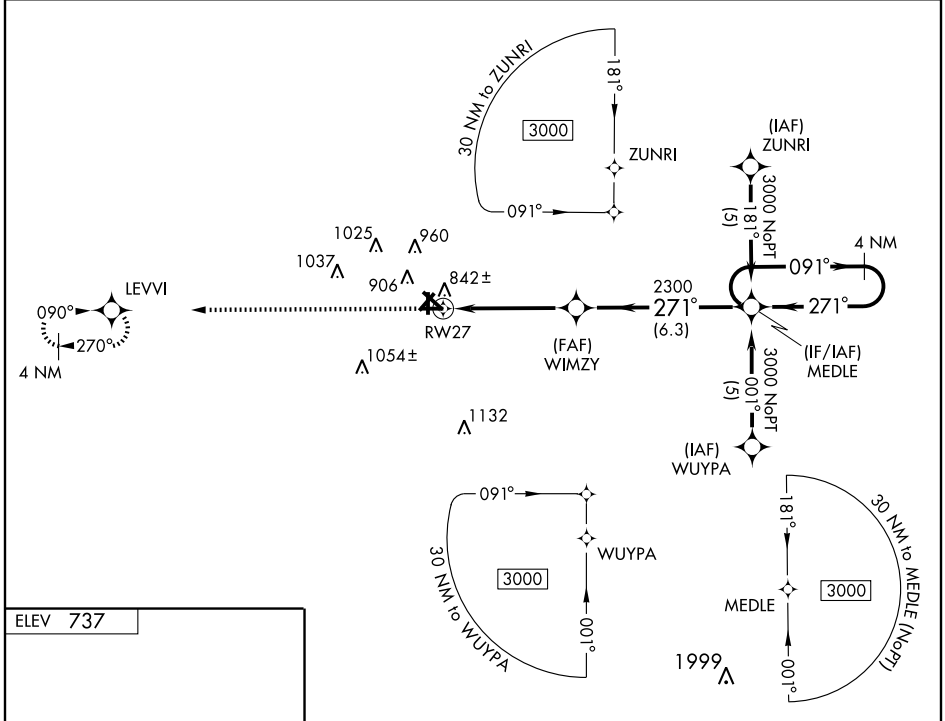 30 NM to ZUNRI
181°
3000
ZUNRI
091°
(IAF)
ZUNRI
3000 NoPT
181°
(5)
4 NM
091°
271°
1025
960
1037
906
842±
LEVVI
090°
270°
4 NM
RW27
1054±
1132
2300
271°
(6.3)
(FAF)
WIMZY
(IF/IAF)
MEDLE
3000 NoPT
001°
(5)
(IAF)
WUYPA
091°
30 NM to WUYPA
3000
WUYPA
001°
181°
30 NM to MEDLE (NoPT)
MEDLE
3000
001°
1999
ELEV 737